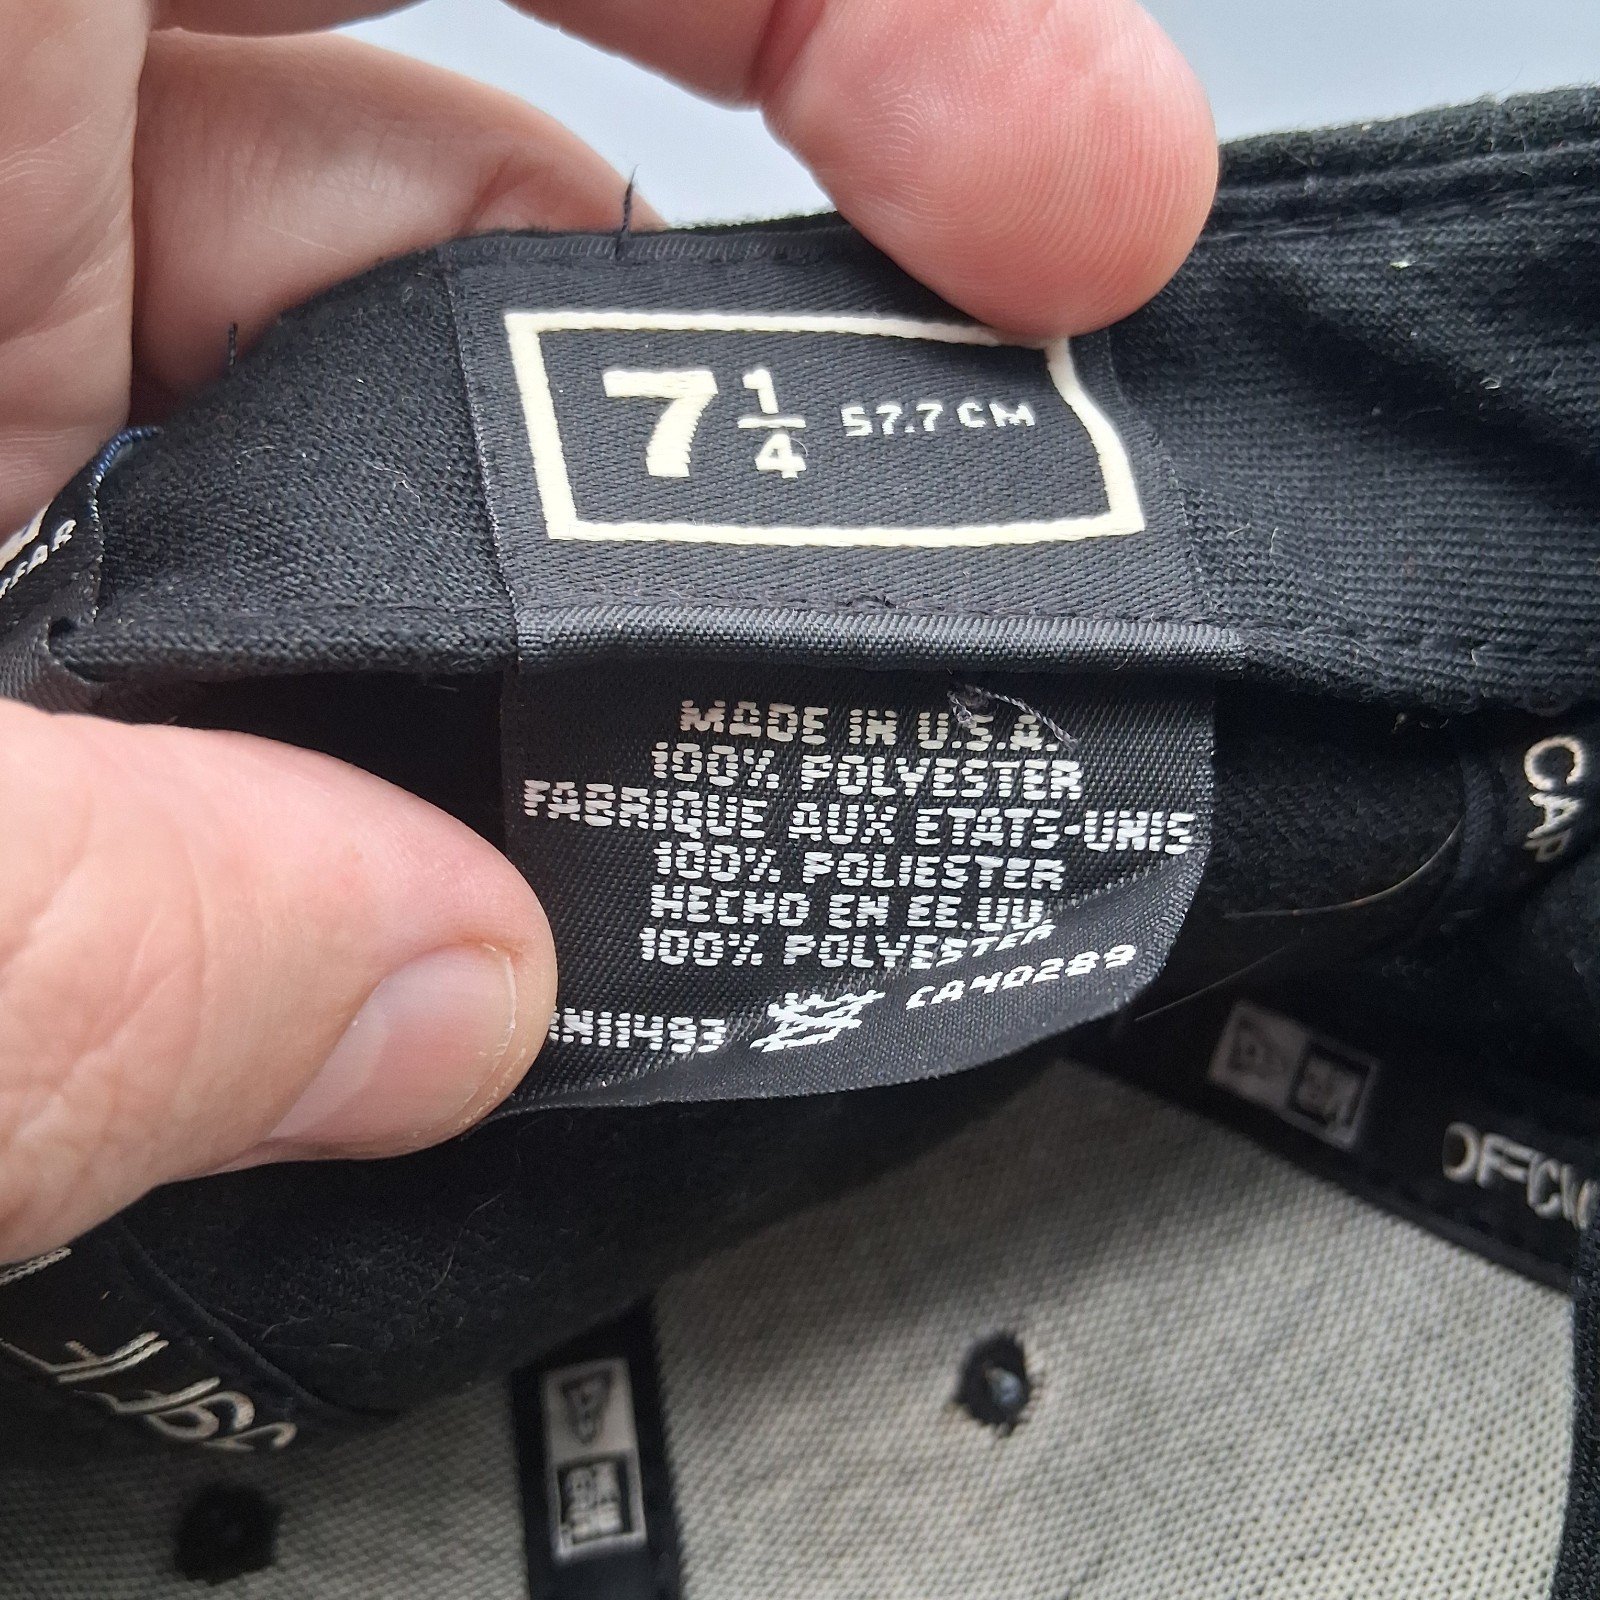 7 1/4 57.7 CM
MADE IN U.S.A.
100% POLYESTER
FABRIQUE AUX ETATS-UNIS
100% POLIESTER
HECHO EN EE.UU.
100% POLYESTER
RN11493 CA40289
CAP